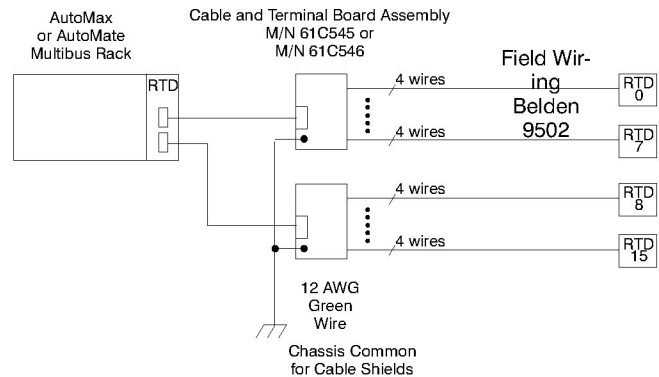 AutoMax
or AutoMate
Multibus Rack
Cable and Terminal Board Assembly
M/N 61C545 or
M/N 61C546
RTD
4 wires
4 wires
Field Wir-
ing
Belden
9502
RTD
0
RTD
7
4 wires
4 wires
RTD
8
RTD
15
12 AWG
Green
Wire
Chassis Common
for Cable Shields